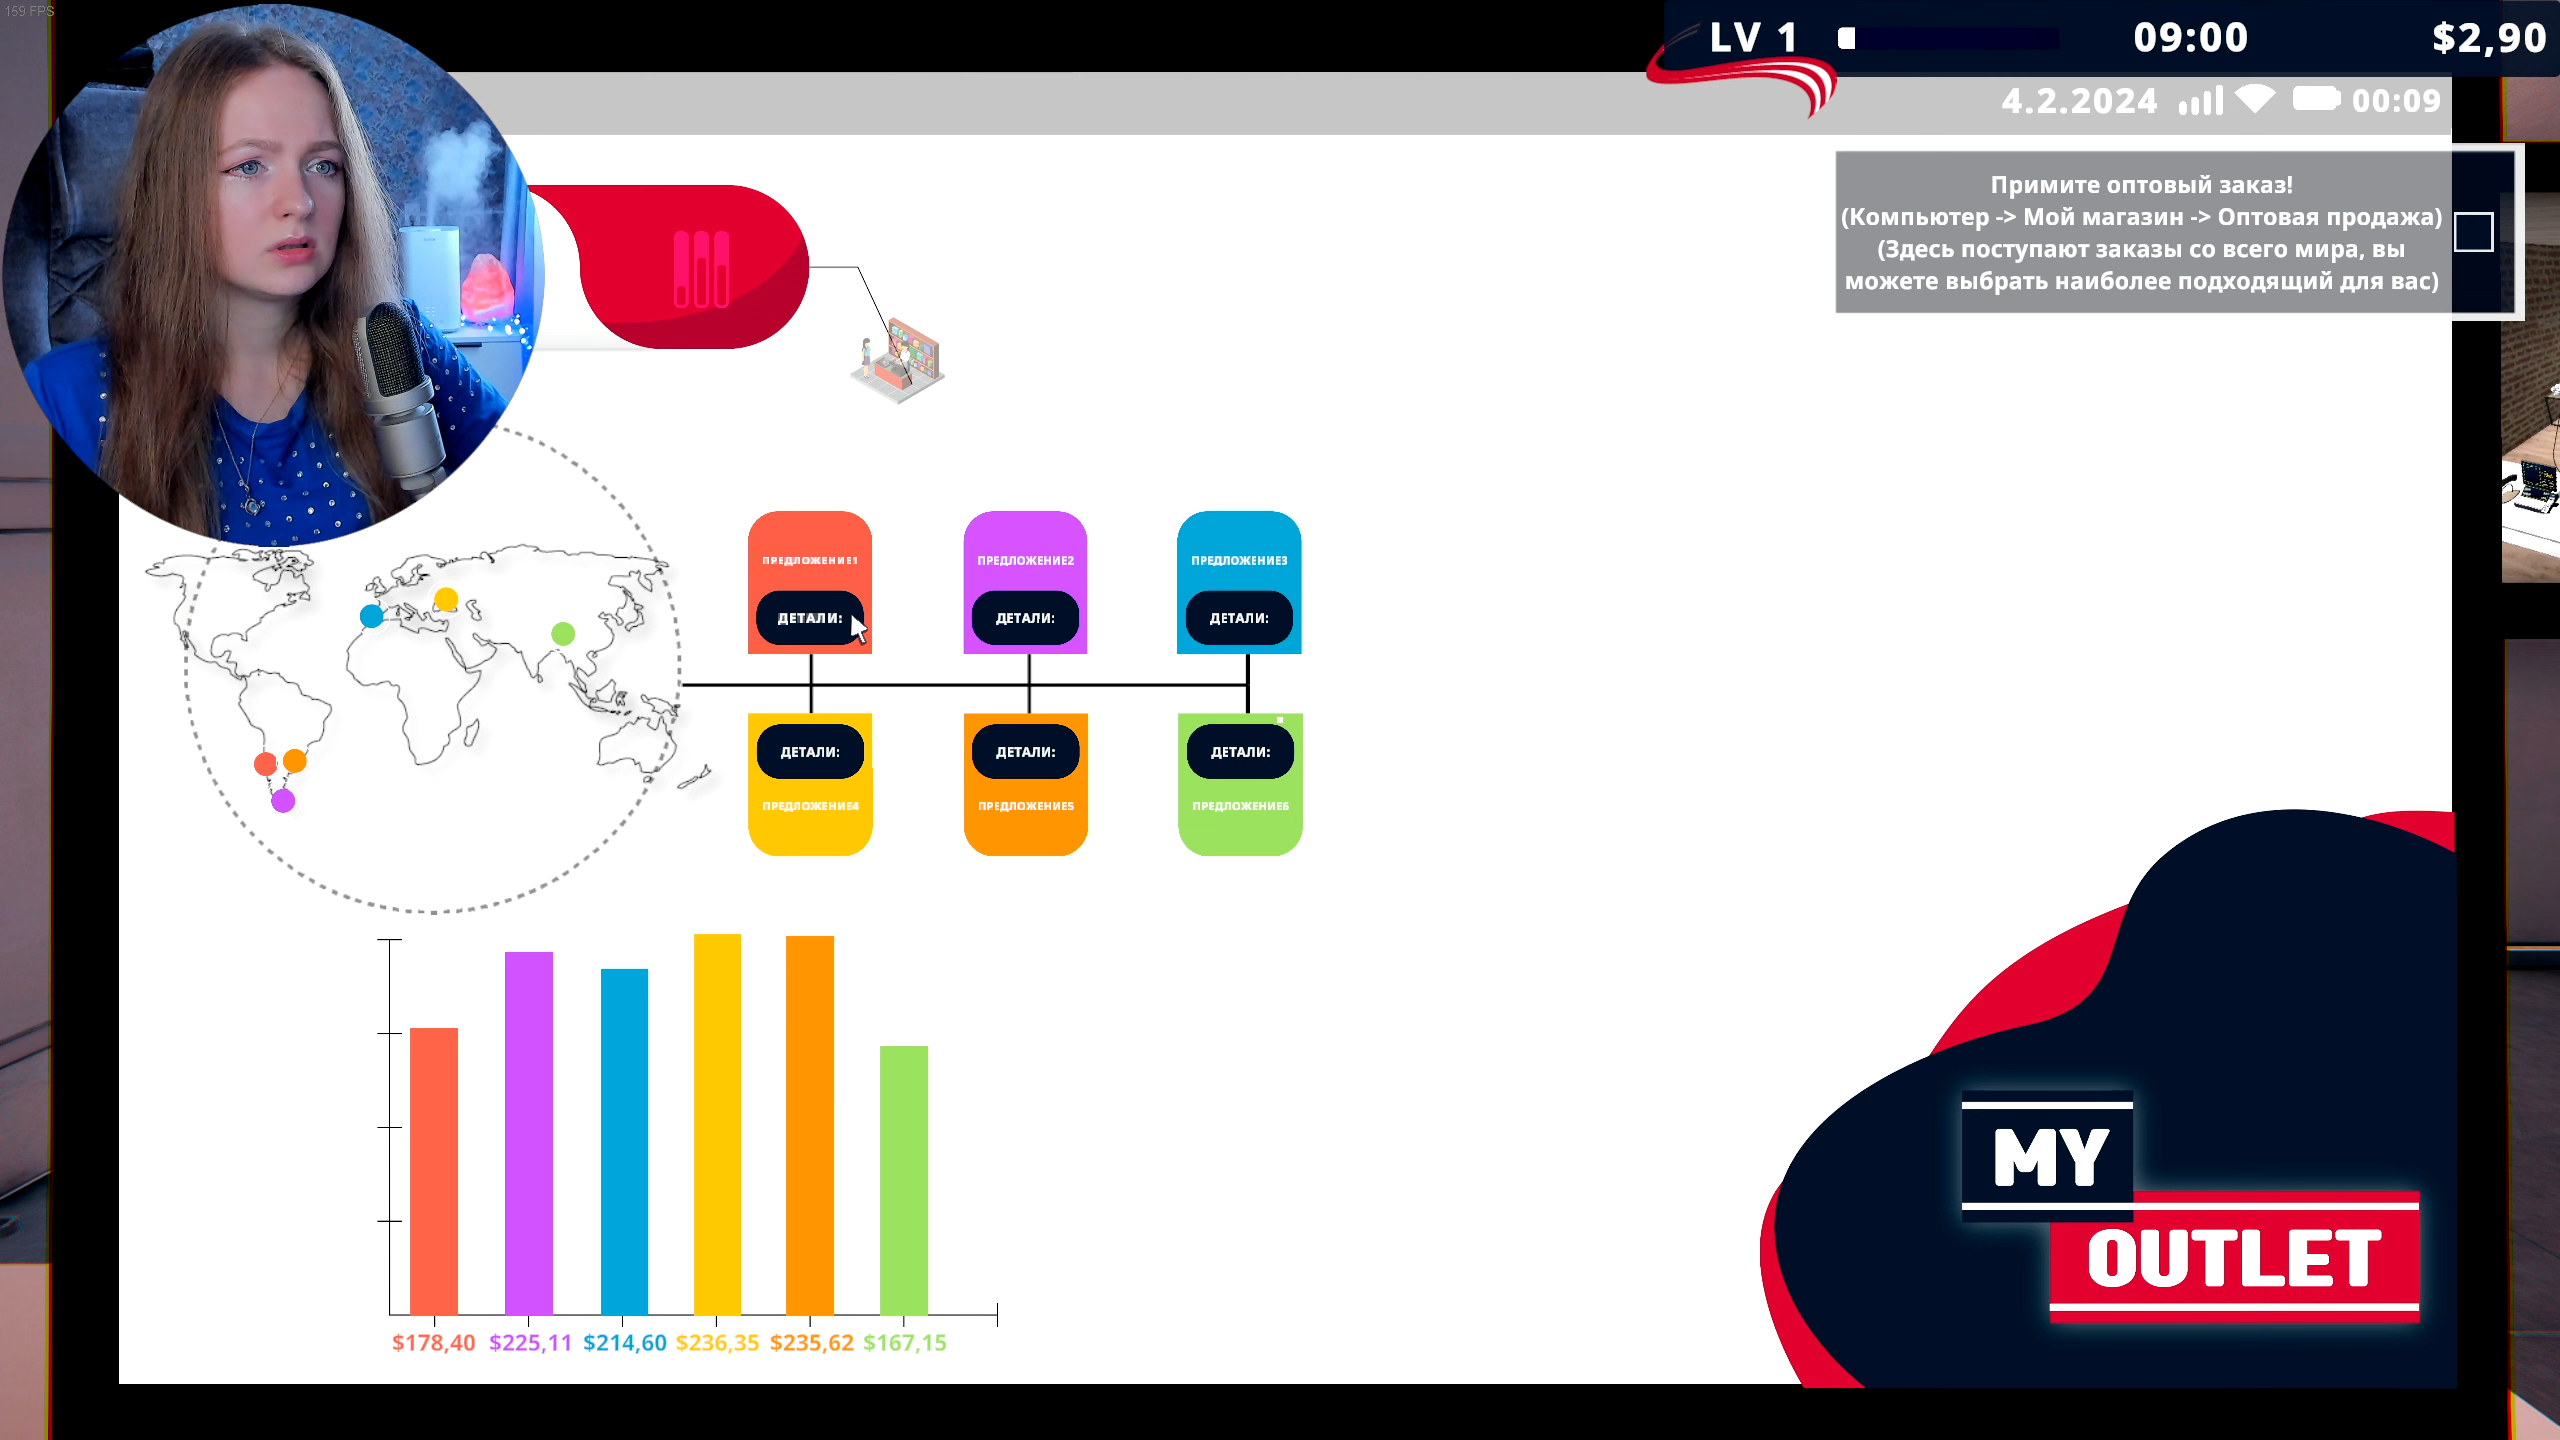 159 FPS
LV 1
09:00
$2,90
4.2.2024
00:09
Примите оптовый заказ!
(Компьютер -> Мой магазин -> Оптовая продажа)
(Здесь поступают заказы со всего мира, вы
можете выбрать наиболее подходящий для вас)
ПРЕДЛОЖЕНИЕ1
ПРЕДЛОЖЕНИЕ2
ПРЕДЛОЖЕНИЕ3
ДЕТАЛИ:
ДЕТАЛИ:
ДЕТАЛИ:
ДЕТАЛИ:
ДЕТАЛИ:
ДЕТАЛИ:
ПРЕДЛОЖЕНИЕ4
ПРЕДЛОЖЕНИЕ5
ПРЕДЛОЖЕНИЕ6
$178,40
$225,11
$214,60
$236,35
$235,62
$167,15
MY
OUTLET